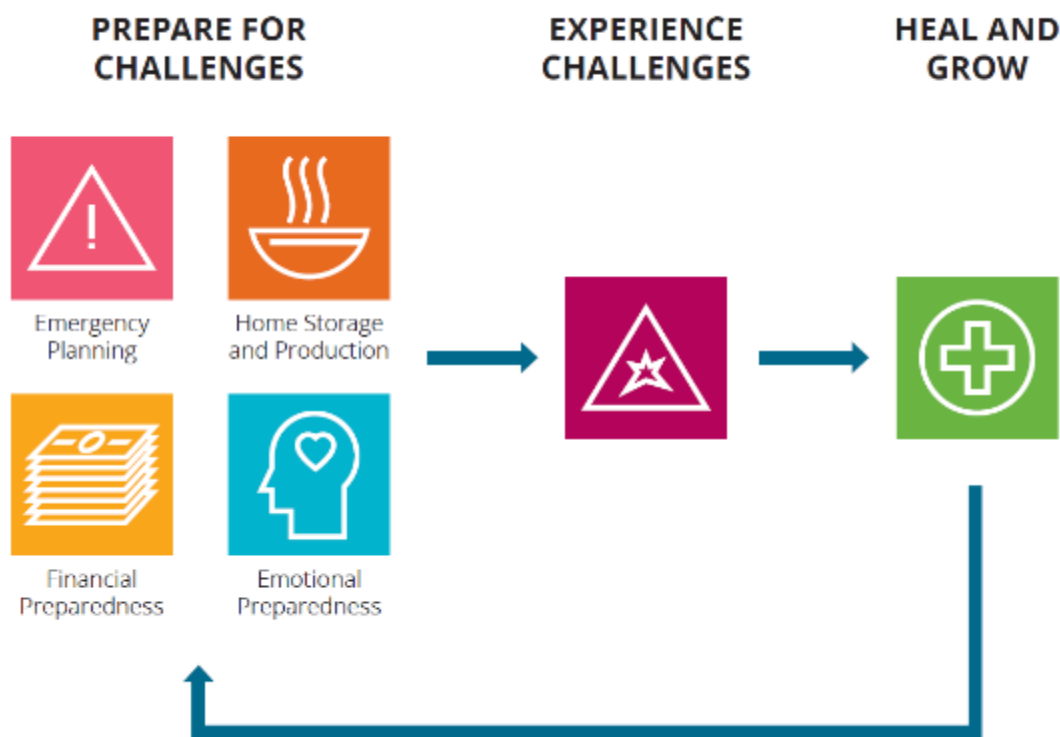 PREPARE FOR
CHALLENGES
EXPERIENCE
CHALLENGES
HEAL AND
GROW
!
Emergency
Planning
Home Storage
and Production
Financial
Preparedness
Emotional
Preparedness